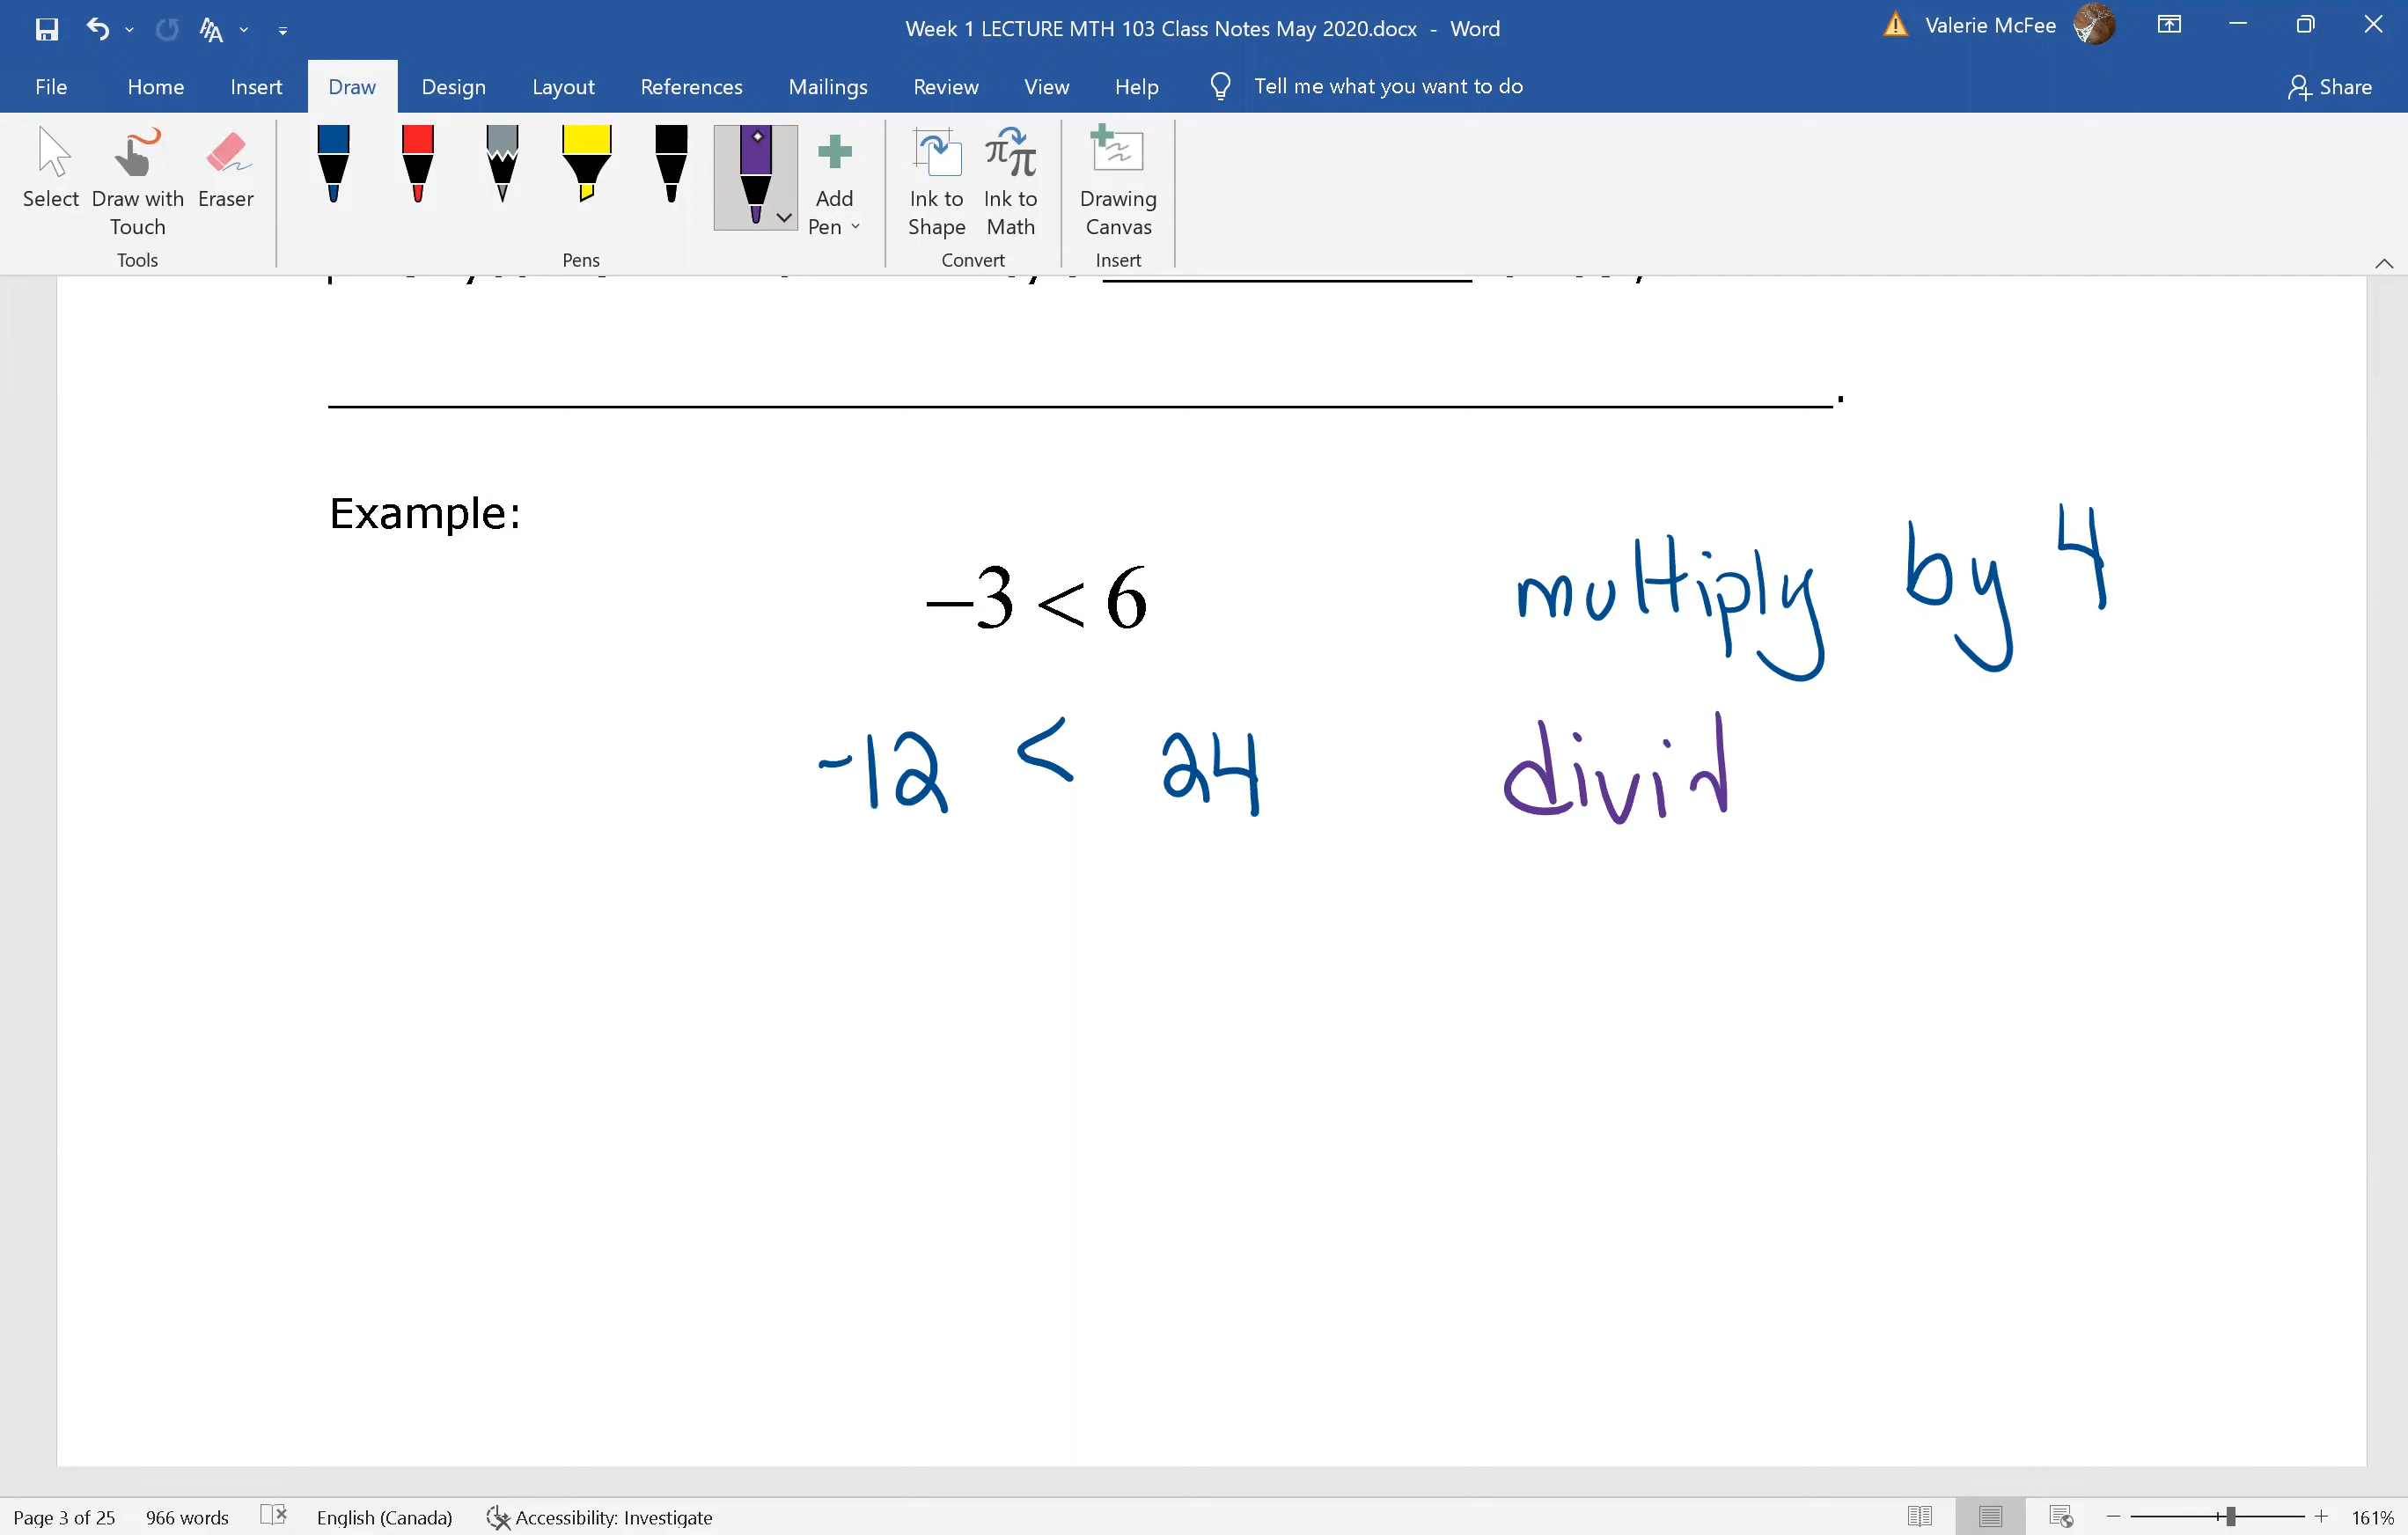 Week 1 LECTURE MTH 103 Class Notes May 2020.docx - Word
Valerie McFee
File Home Insert Draw Design Layout References Mailings Review View Help Tell me what you want to do Share
Select Draw with Touch Eraser
Add Pen
Ink to Shape Ink to Math
Drawing Canvas
Tools Pens Convert Insert
Example:
−3 < 6 multiply by 4
-12 < 24 divid
Page 3 of 25 966 words English (Canada) Accessibility: Investigate 161%